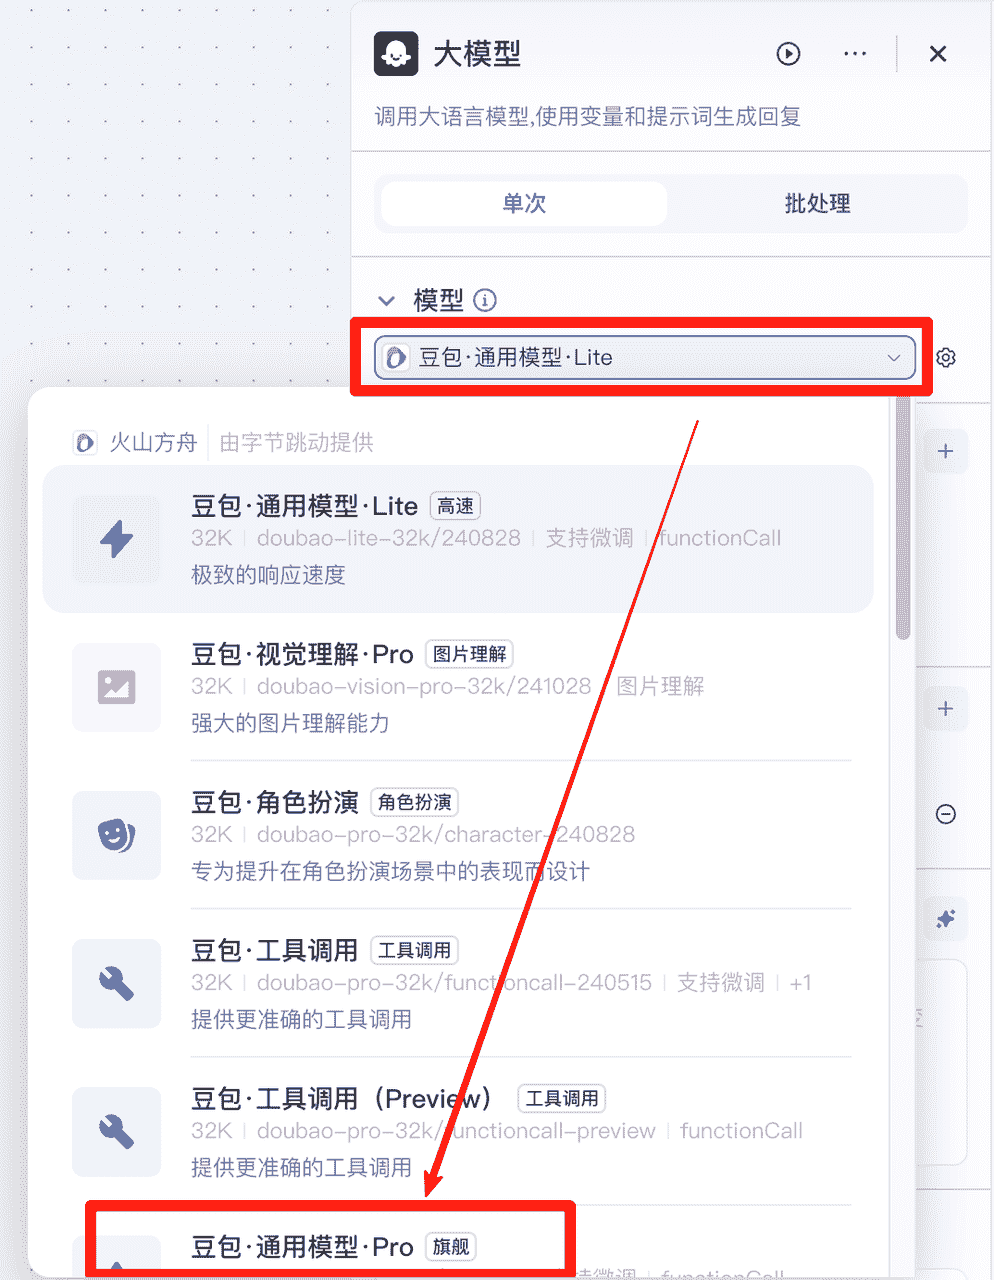 大模型
调用大语言模型,使用变量和提示词生成回复
单次 批处理
模型
豆包·通用模型·Lite
火山方舟 由字节跳动提供
豆包·通用模型·Lite 高速
32K doubao-lite-32k/240828 支持微调 functionCall
极致的响应速度
豆包·视觉理解·Pro 图片理解
32K doubao-vision-pro-32k/241028 图片理解
强大的图片理解能力
豆包·角色扮演 角色扮演
32K doubao-pro-32k/character-240828
专为提升在角色扮演场景中的表现而设计
豆包·工具调用 工具调用
32K doubao-pro-32k/functioncall-240515 支持微调 +1
提供更准确的工具调用
豆包·工具调用（Preview） 工具调用
32K doubao-pro-32k/functioncall-preview functionCall
提供更准确的工具调用
豆包·通用模型·Pro 旗舰
支持微调 functionCall